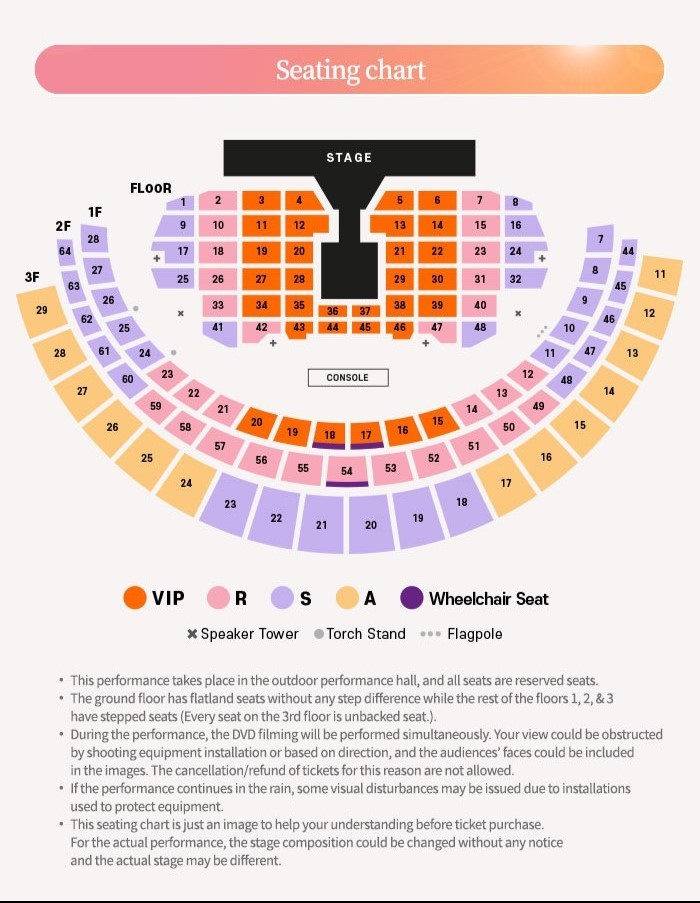 Seating chart
STAGE
FLOOR
1 2 3 4 5 6 7 8
9 10 11 12 13 14 15 16
17 18 19 20 21 22 23 24
25 26 27 28 29 30 31 32
33 34 35 36 37 38 39 40
41 42 43 44 45 46 47 48
CONSOLE
1F
28 27 26 25 24 23 22 21 20 19 18 17 16 15 14 13 12 11 10 9 8 7
2F
64 63 62 61 60 59 58 57 56 55 54 53 52 51 50 49 48 47 46 45 44
3F
29 28 27 26 25 24 23 22 21 20 19 18 17 16 15 14 13 12 11
VIP R S A Wheelchair Seat
Speaker Tower Torch Stand Flagpole
• This performance takes place in the outdoor performance hall, and all seats are reserved seats.
• The ground floor has flatland seats without any step difference while the rest of the floors 1, 2, & 3
have stepped seats (Every seat on the 3rd floor is unbacked seat.).
• During the performance, the DVD filming will be performed simultaneously. Your view could be obstructed
by shooting equipment installation or based on direction, and the audiences' faces could be included
in the images. The cancellation/refund of tickets for this reason are not allowed.
• If the performance continues in the rain, some visual disturbances may be issued due to installations
used to protect equipment.
• This seating chart is just an image to help your understanding before ticket purchase.
For the actual performance, the stage composition could be changed without any notice
and the actual stage may be different.